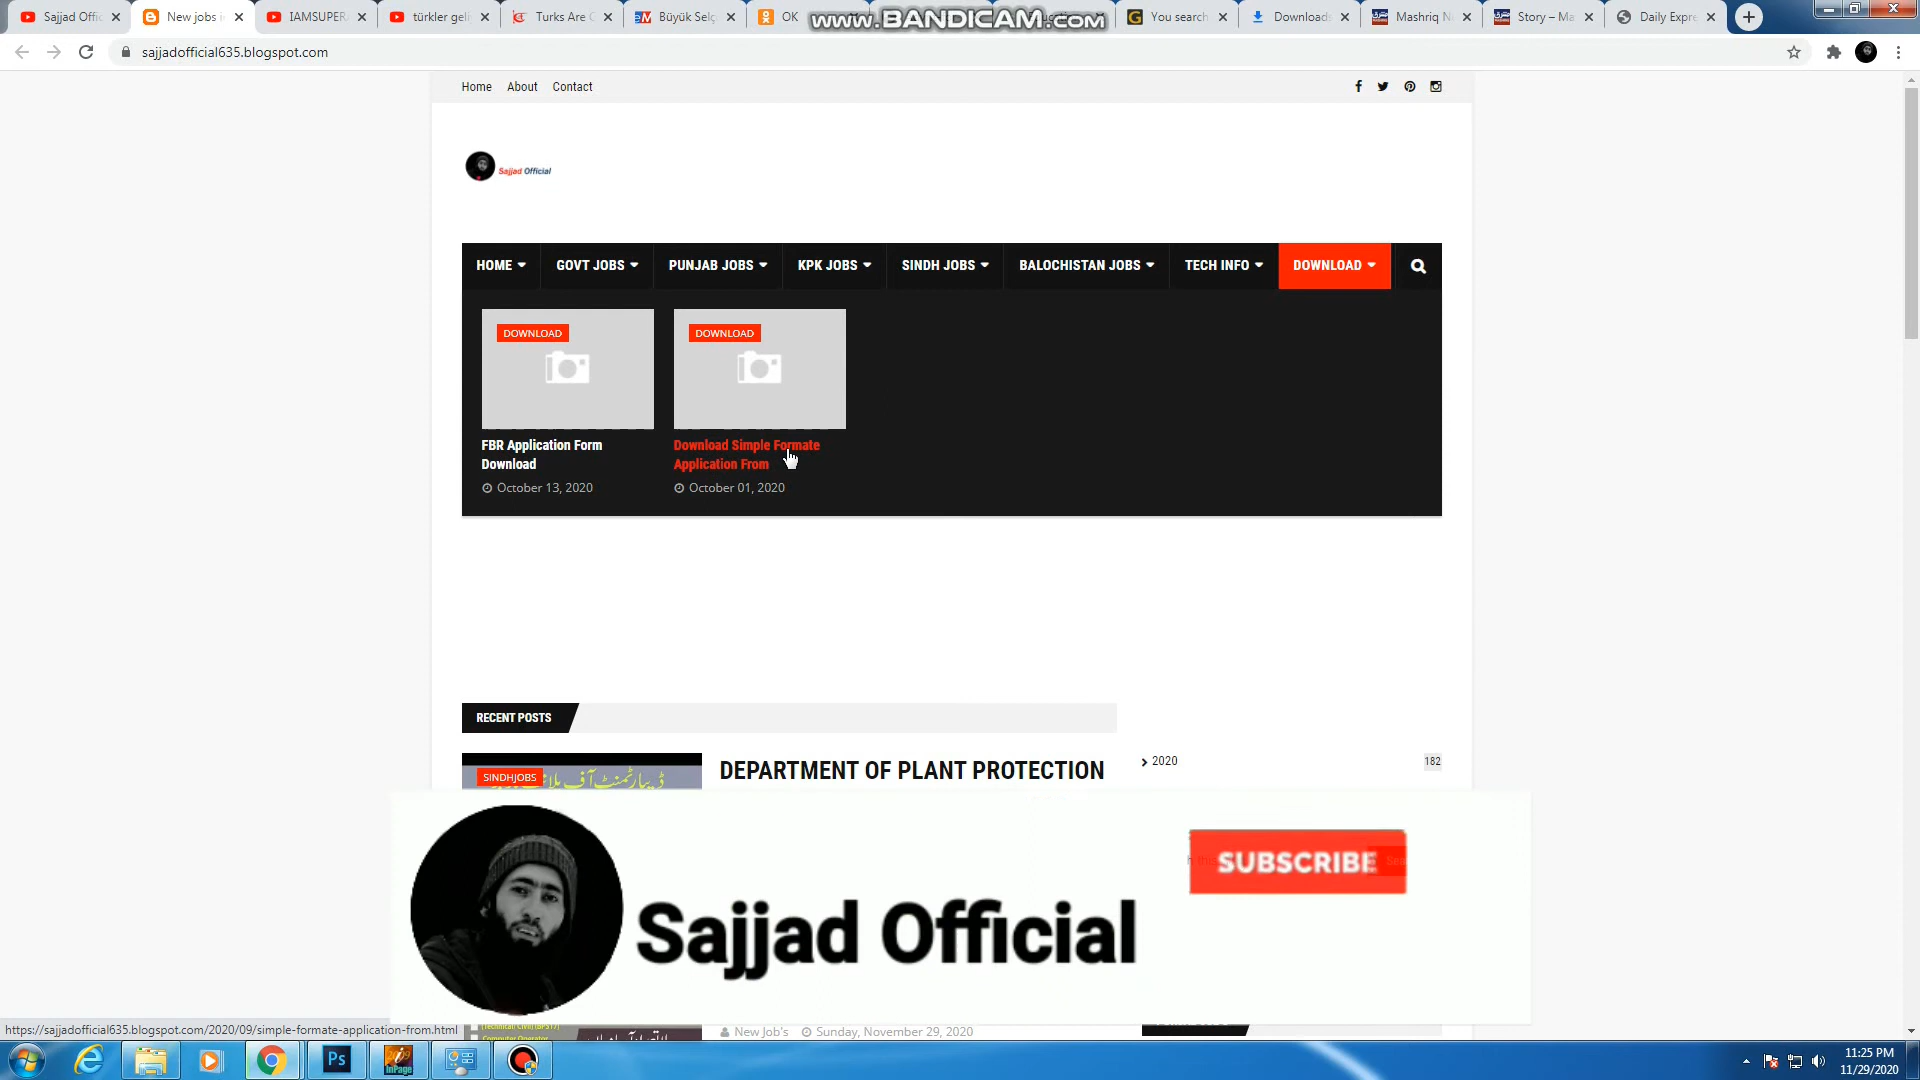 Sajjad Offic
New jobs i
IAMSUPER
türkler geli
Turks Are C
Büyük Selç
OK
www.BANDICAM.com
You search
Downloads
Mashriq N
Story – Ma
Daily Expre
sajjadofficial635.blogspot.com
Home About Contact
Sajjad Official
HOME GOVT JOBS PUNJAB JOBS KPK JOBS SINDH JOBS BALOCHISTAN JOBS TECH INFO DOWNLOAD
DOWNLOAD
FBR Application Form
Download
October 13, 2020
DOWNLOAD
Download Simple Formate
Application From
October 01, 2020
RECENT POSTS
SINDHJOBS
DEPARTMENT OF PLANT PROTECTION
2020 182
SUBSCRIBE
Sajjad Official
New Job's Sunday, November 29, 2020
Computer Operator
https://sajjadofficial635.blogspot.com/2020/09/simple-formate-application-from.html
Ps
InPage
11:25 PM
11/29/2020